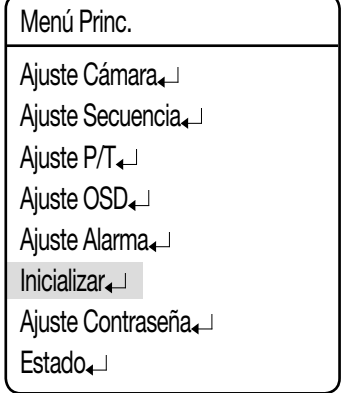 Menú Princ.
Ajuste Cámara↵
Ajuste Secuencia↵
Ajuste P/T↵
Ajuste OSD↵
Ajuste Alarma↵
Inicializar↵
Ajuste Contraseña↵
Estado↵